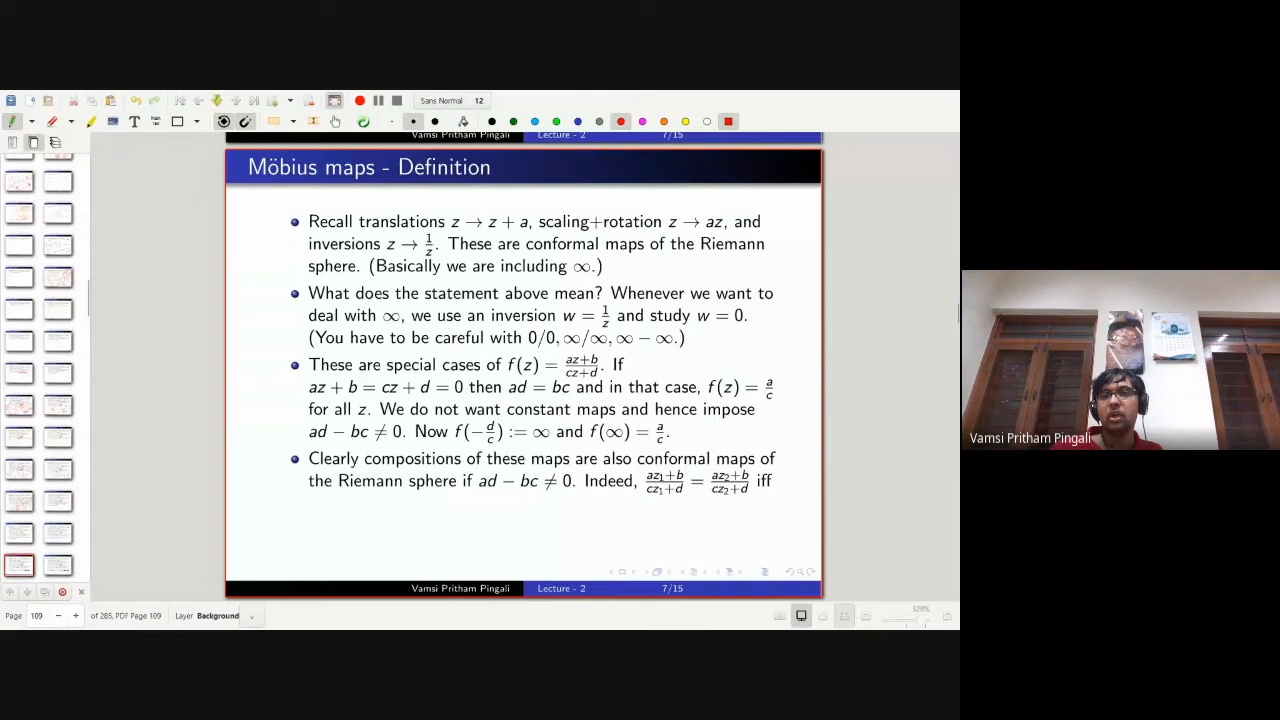 Sans Normal 12
Vamsi Pritham Pingali Lecture - 2 7/15
Möbius maps - Definition
Recall translations z → z + a, scaling+rotation z → az, and
inversions z → 1/z. These are conformal maps of the Riemann
sphere. (Basically we are including ∞.)
What does the statement above mean? Whenever we want to
deal with ∞, we use an inversion w = 1/z and study w = 0.
(You have to be careful with 0/0, ∞/∞, ∞ − ∞.)
These are special cases of f(z) = (az+b)/(cz+d). If
az + b = cz + d = 0 then ad = bc and in that case, f(z) = a/c
for all z. We do not want constant maps and hence impose
ad − bc ≠ 0. Now f(−d/c) := ∞ and f(∞) = a/c.
Clearly compositions of these maps are also conformal maps of
the Riemann sphere if ad − bc ≠ 0. Indeed, (az₁+b)/(cz₁+d) = (az₂+b)/(cz₂+d) iff
Vamsi Pritham Pingali Lecture - 2 7/15
Page 109 of 285, PDF Page 109 Layer Background 328%
Vamsi Pritham Pingali